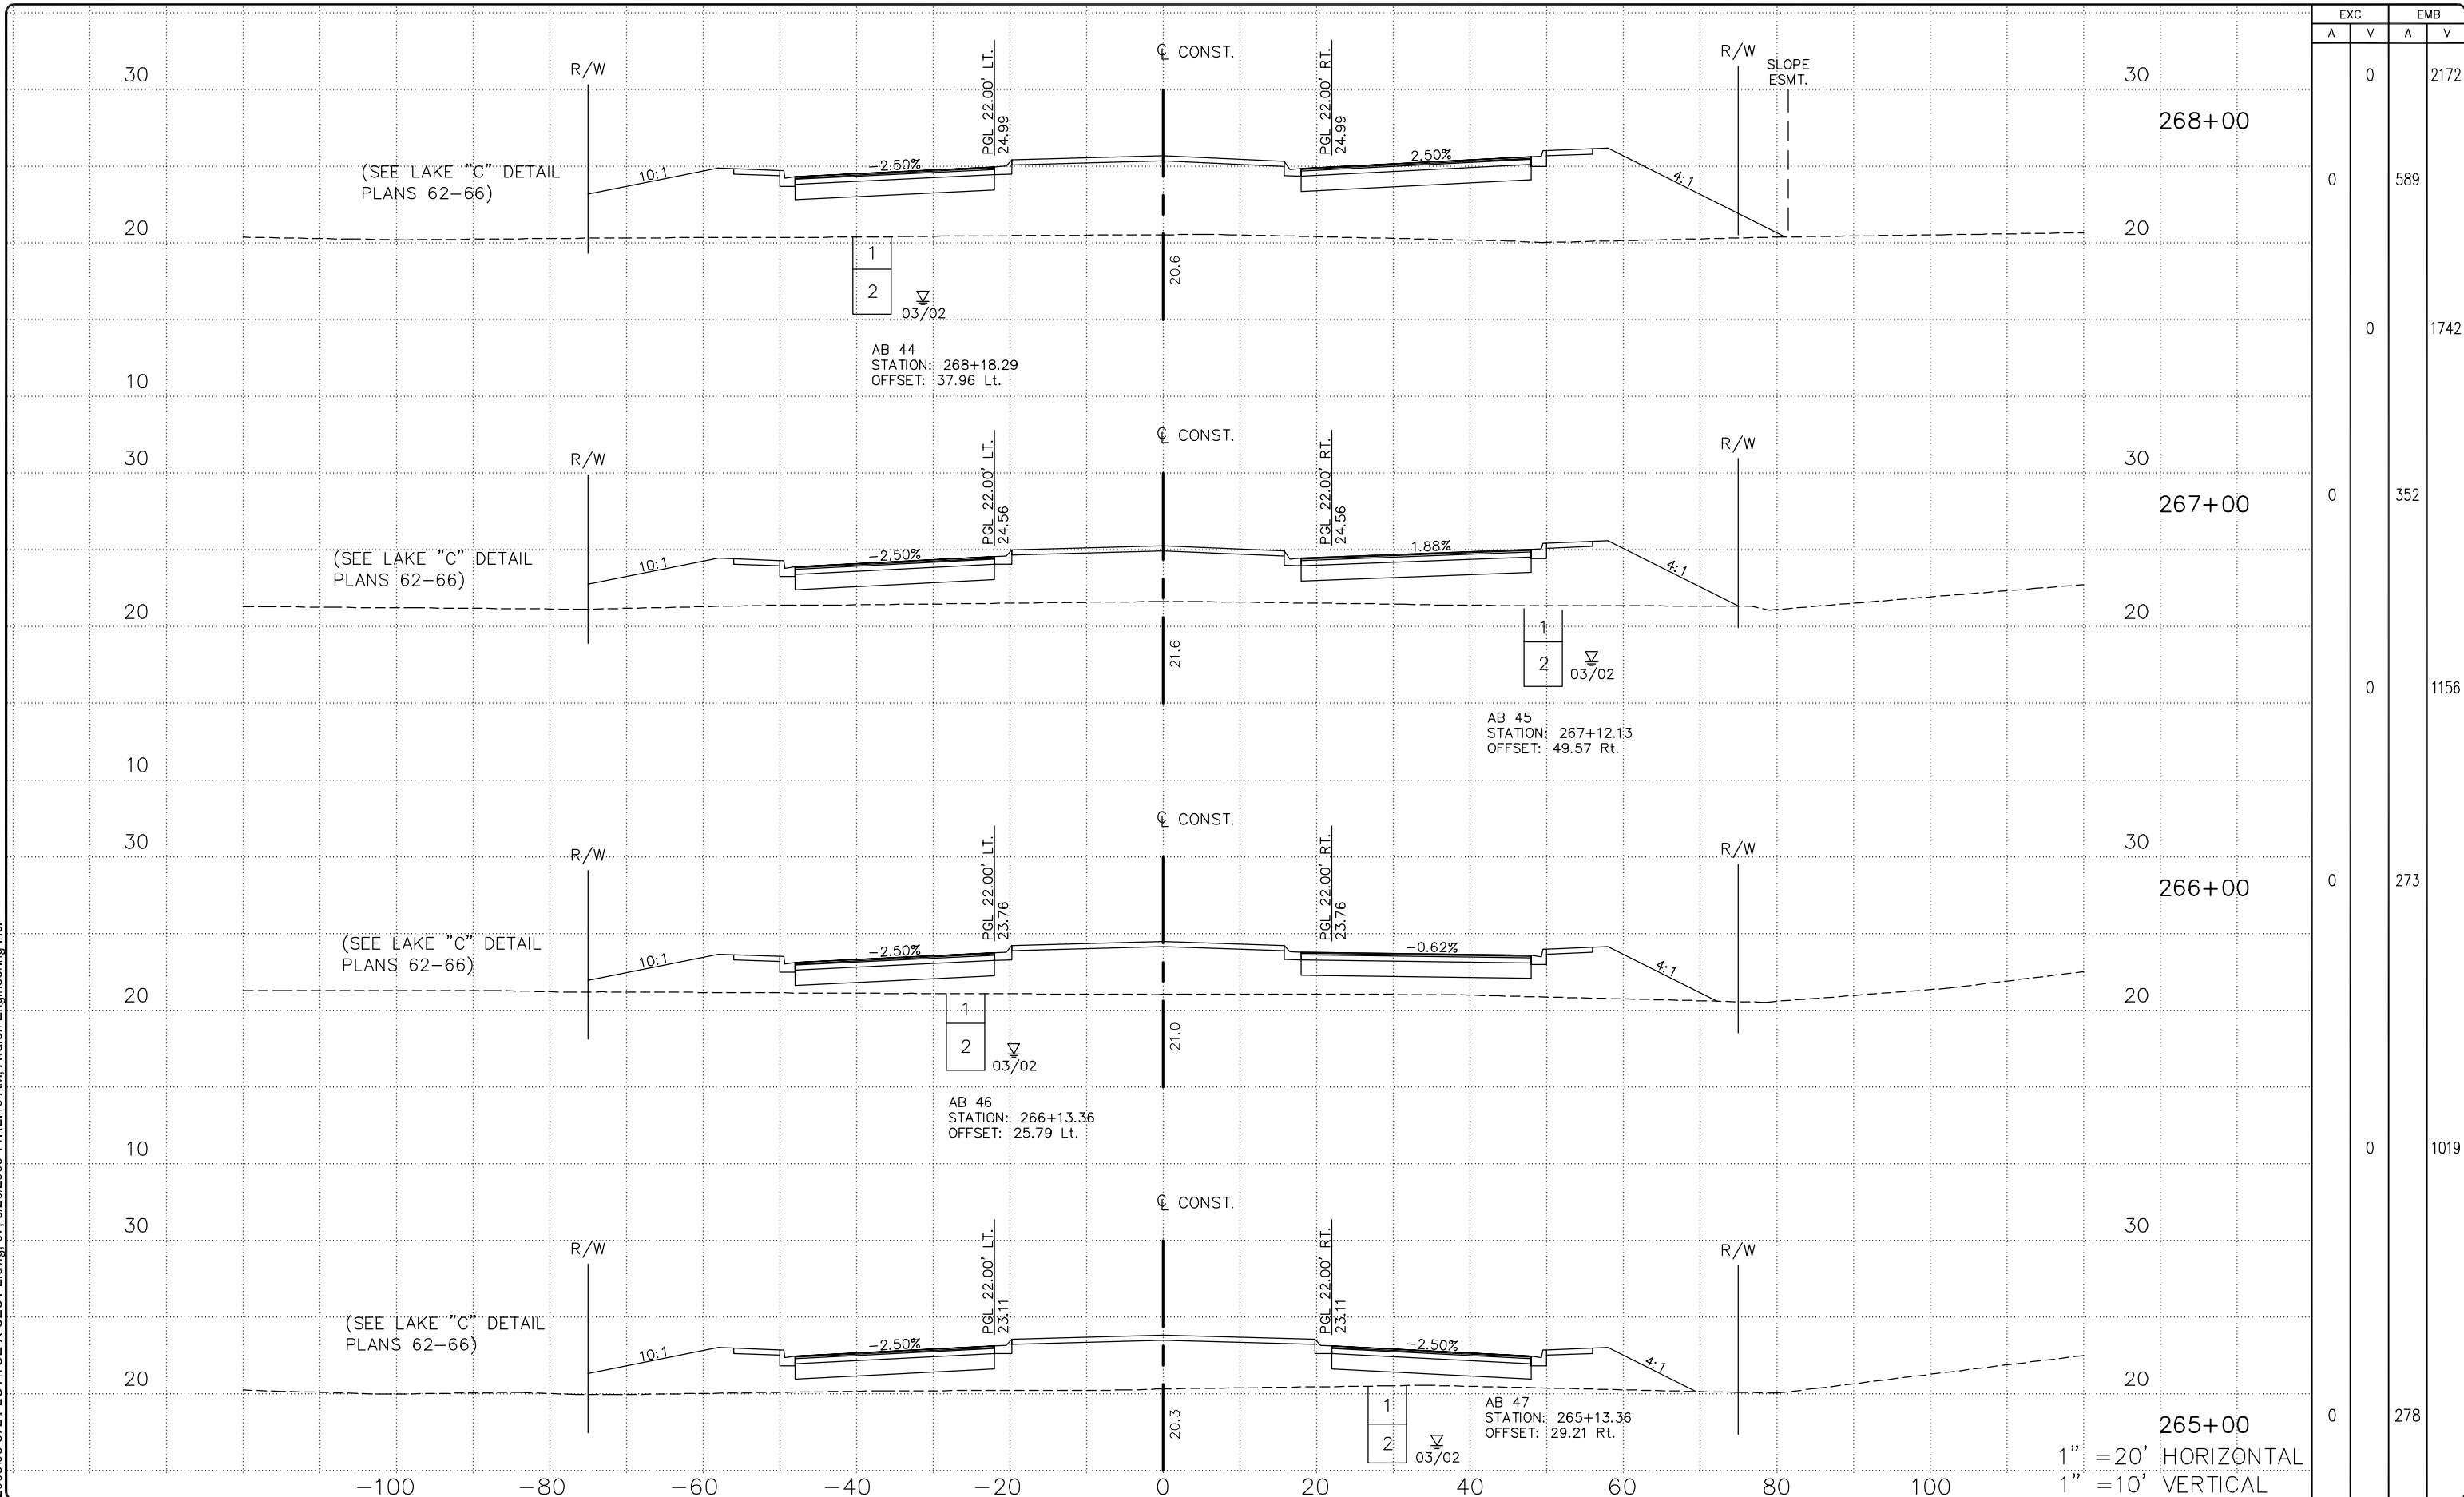 EXC EMB
A V A V
0 2172
℄ CONST.
R/W
R/W
SLOPE
ESMT.
30
30
PGL 22.00' LT.
24.99
PGL 22.00' RT.
24.99
268+00
(SEE LAKE "C" DETAIL
PLANS 62-66)
10:1
-2.50%
2.50%
4:1
0 589
20
20
1
2
03/02
20.6
AB 44
STATION: 268+18.29
OFFSET: 37.96 Lt.
0 1742
10
℄ CONST.
R/W
R/W
30
30
PGL 22.00' LT.
24.56
PGL 22.00' RT.
24.56
267+00
0 352
(SEE LAKE "C" DETAIL
PLANS 62-66)
10:1
-2.50%
1.88%
4:1
20
20
1
2
03/02
21.6
AB 45
STATION: 267+12.13
OFFSET: 49.57 Rt.
0 1156
10
℄ CONST.
R/W
R/W
30
30
PGL 22.00' LT.
23.76
PGL 22.00' RT.
23.76
266+00
0 273
(SEE LAKE "C" DETAIL
PLANS 62-66)
10:1
-2.50%
-0.62%
4:1
20
20
1
2
03/02
21.0
AB 46
STATION: 266+13.36
OFFSET: 25.79 Lt.
10
0 1019
℄ CONST.
R/W
R/W
30
30
PGL 22.00' LT.
23.11
PGL 22.00' RT.
23.11
(SEE LAKE "C" DETAIL
PLANS 62-66)
10:1
-2.50%
-2.50%
4:1
20
20
1
2
03/02
20.3
AB 47
STATION: 265+13.36
OFFSET: 29.21 Rt.
265+00
0 278
1" =20' HORIZONTAL
1" =10' VERTICAL
-100 -80 -60 -40 -20 0 20 40 60 80 100